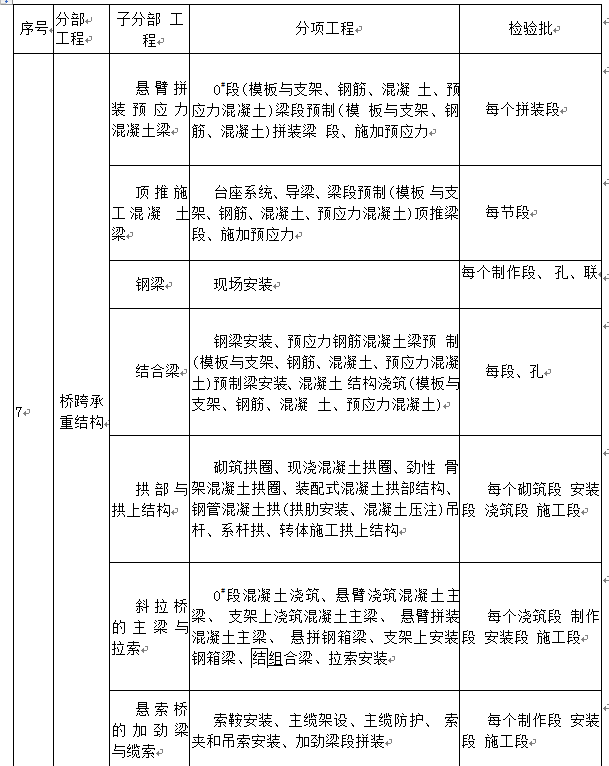 序号 分部工程 子分部 工程 分项工程 检验批
7
桥跨承
重结构
悬臂拼
装预应力
混凝土梁
0#段(模板与支架、钢筋、混凝 土、预
应力混凝土)梁段预制(模 板与支架、钢
筋、混凝土)拼装梁 段、施加预应力
每个拼装段
顶推施
工混凝 土
梁
台座系统、导梁、梁段预制(模板 与支
架、钢筋、混凝土、预应力混凝土)顶推梁
段、施加预应力
每节段
钢梁
现场安装
每个制作段、 孔、联
结合梁
钢梁安装、预应力钢筋混凝土梁预 制
(模板与支架、钢筋、混凝土、预应力混凝
土)预制梁安装、混凝土 结构浇筑(模板与
支架、钢筋、混凝 土、预应力混凝土)
每段、孔
拱部与
拱上结构
砌筑拱圈、现浇混凝土拱圈、劲性 骨
架混凝土拱圈、装配式混凝土拱部结构、
钢管混凝土拱(拱肋安装、混凝土压注)吊
杆、系杆拱、转体施工拱上结构
每个砌筑段 安装
段 浇筑段 施工段
斜拉桥
的主梁与
拉索
0#段混凝土浇筑、悬臂浇筑混凝土主
梁、 支架上浇筑混凝土主梁、 悬臂拼装
混凝土主梁、 悬拼钢箱梁、支架上安装
钢箱梁、结组合梁、拉索安装
每个浇筑段 制作
段 安装段 施工段
悬索桥
的加劲梁
与缆索
索鞍安装、主缆架设、主缆防护、 索
夹和吊索安装、加劲梁段拼装
每个制作段 安装
段 施工段